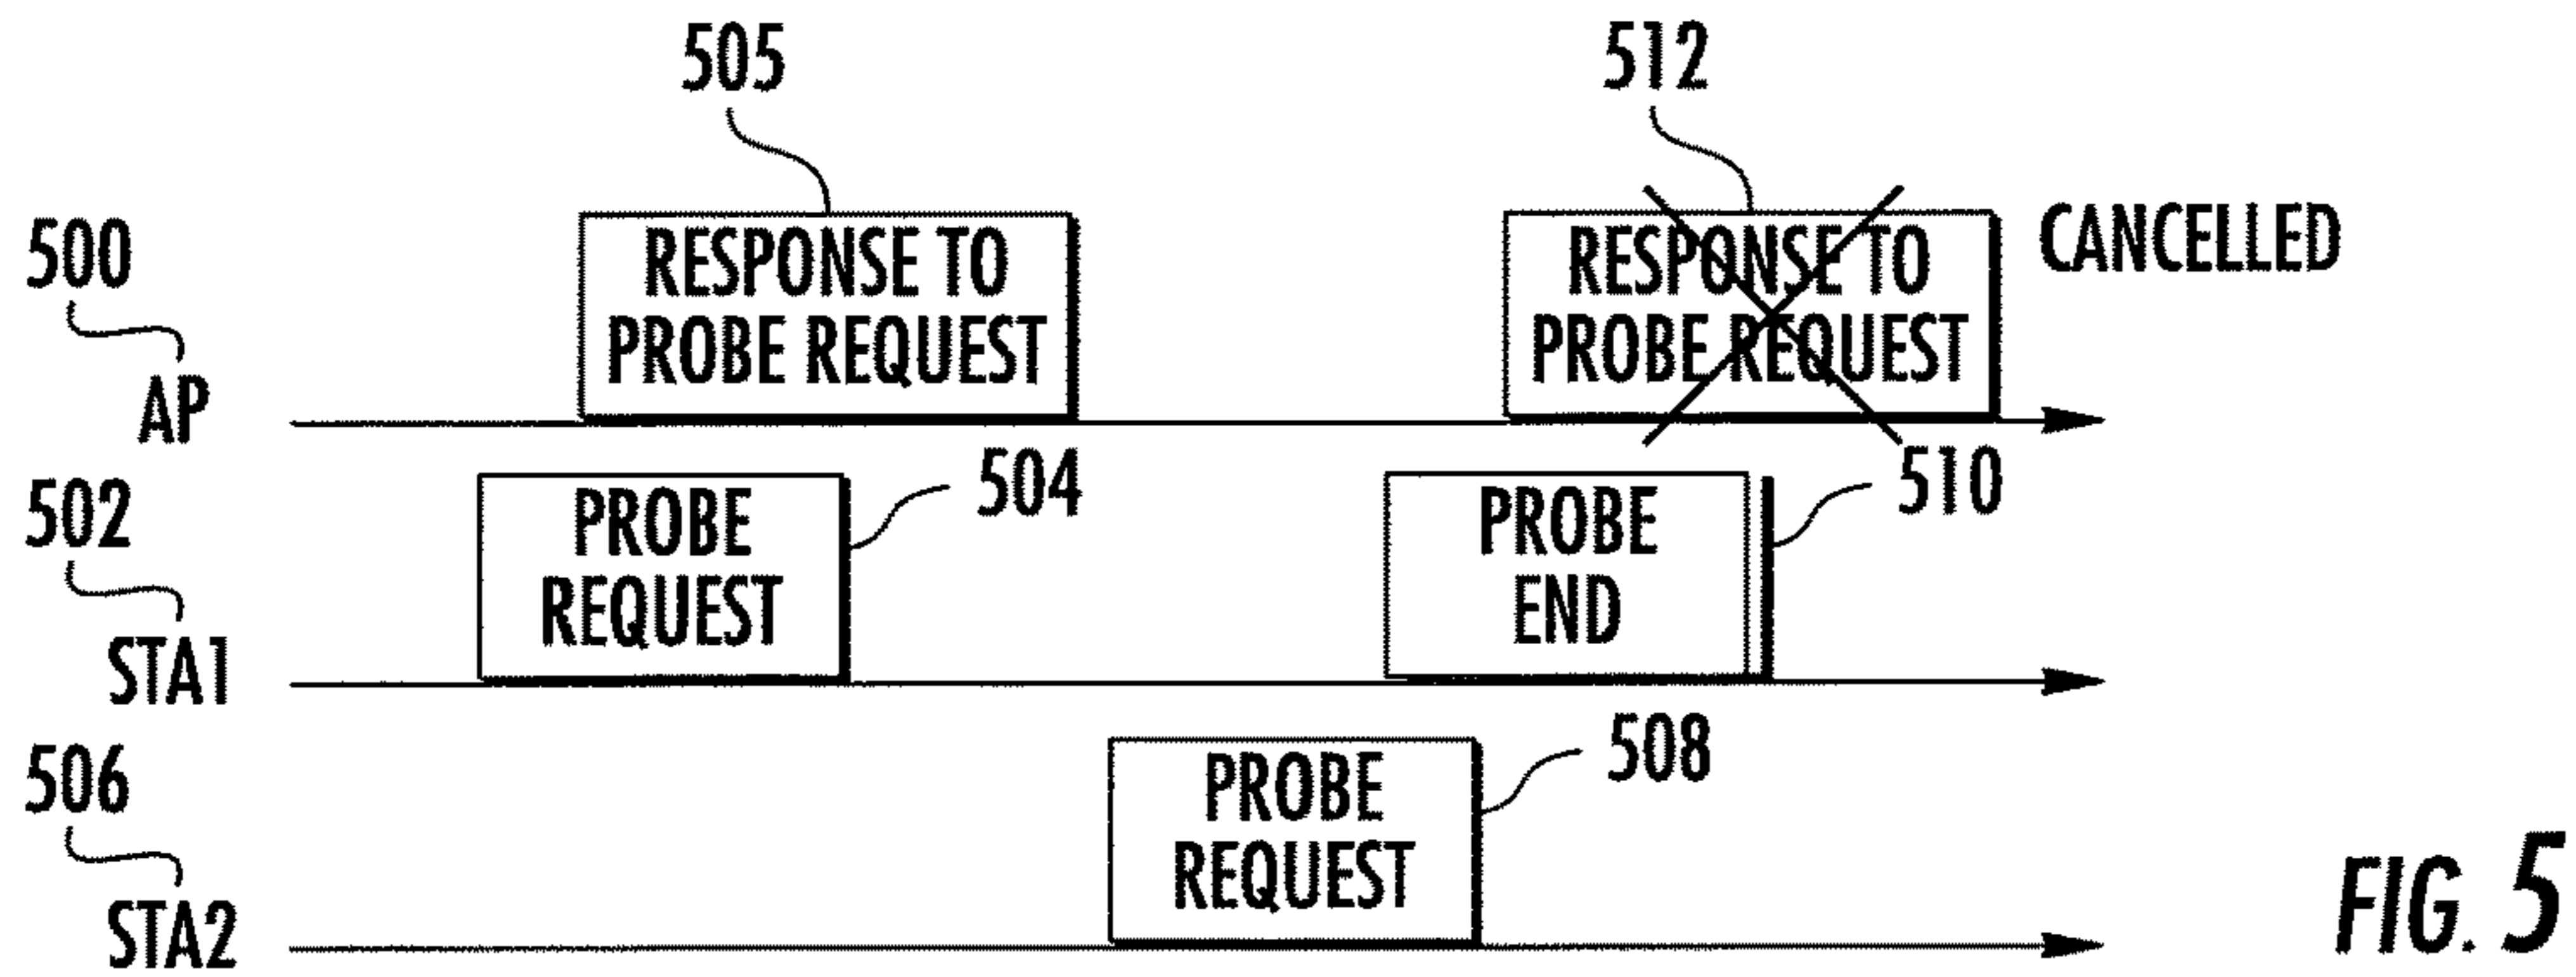 505
512
500
RESPONSE TO
PROBE REQUEST
RESPONSE TO
PROBE REQUEST
CANCELLED
AP
502
504
510
PROBE
REQUEST
PROBE
END
STA1
506
508
PROBE
REQUEST
STA2
FIG. 5